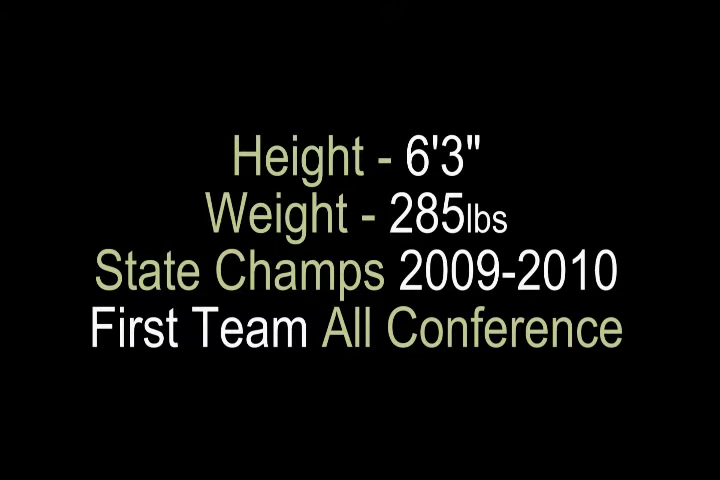 Height - 6'3"
Weight - 285lbs
State Champs 2009-2010
First Team All Conference